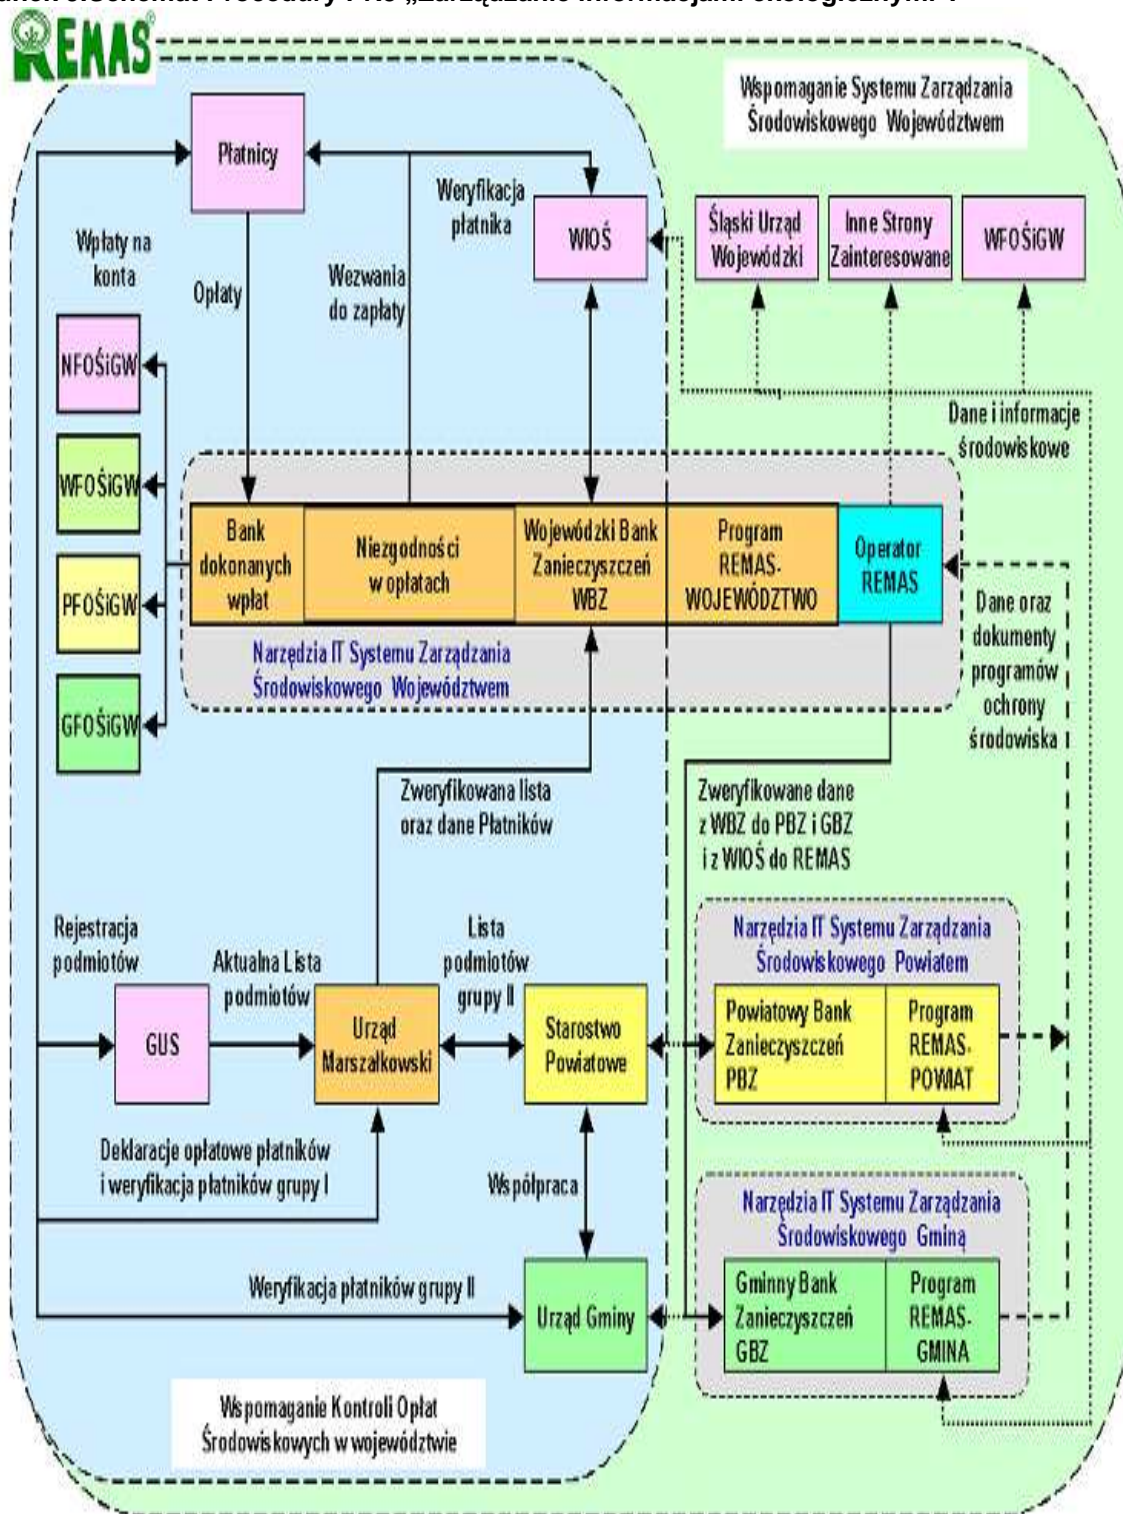 REMAS
Wspomaganie Systemu Zarządzania
Środowiskowego Województwem
Płatnicy
Weryfikacja
płatnika
WIOŚ
Śląski Urząd
Wojewódzki
Inne Strony
Zainteresowane
WFOŚiGW
Wpłaty na
konta
Opłaty
Wezwania
do zapłaty
NFOŚiGW
WFOŚiGW
PFOŚiGW
GFOŚiGW
Dane i informacje
środowiskowe
Bank
dokonanych
wpłat
Niezgodności
w opłatach
Wojewódzki Bank
Zanieczyszczeń
WBZ
Program
REMAS-
WOJEWÓDZTWO
Operator
REMAS
Narzędzia IT Systemu Zarządzania
Środowiskowego Województwem
Dane oraz
dokumenty
programów
ochrony
środowiska
Zweryfikowana lista
oraz dane Płatników
Zweryfikowane dane
z WBZ do PBZ i GBZ
i z WIOŚ do REMAS
Rejestracja
podmiotów
Aktualna Lista
podmiotów
Lista
podmiotów
grupy II
GUS
Urząd
Marszałkowski
Starostwo
Powiatowe
Narzędzia IT Systemu Zarządzania
Środowiskowego Powiatem
Powiatowy Bank
Zanieczyszczeń
PBZ
Program
REMAS-
POWIAT
Deklaracje opłatowe płatników
i weryfikacja płatników grupy I
Współpraca
Narzędzia IT Systemu Zarządzania
Środowiskowego Gminą
Weryfikacja płatników grupy II
Urząd Gminy
Gminny Bank
Zanieczyszczeń
GBZ
Program
REMAS-
GMINA
Wspomaganie Kontroli Opłat
Środowiskowych w województwie